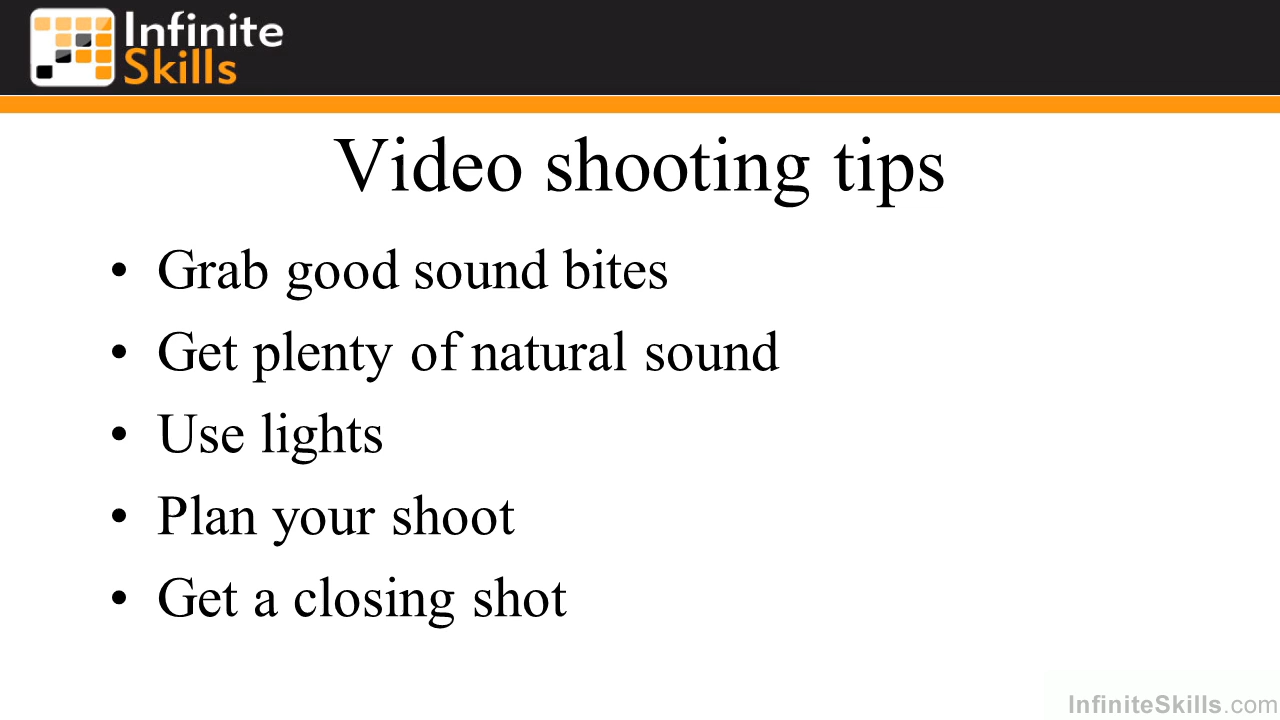 Infinite
Skills
Video shooting tips
• Grab good sound bites
• Get plenty of natural sound
• Use lights
• Plan your shoot
• Get a closing shot
InfiniteSkills.com